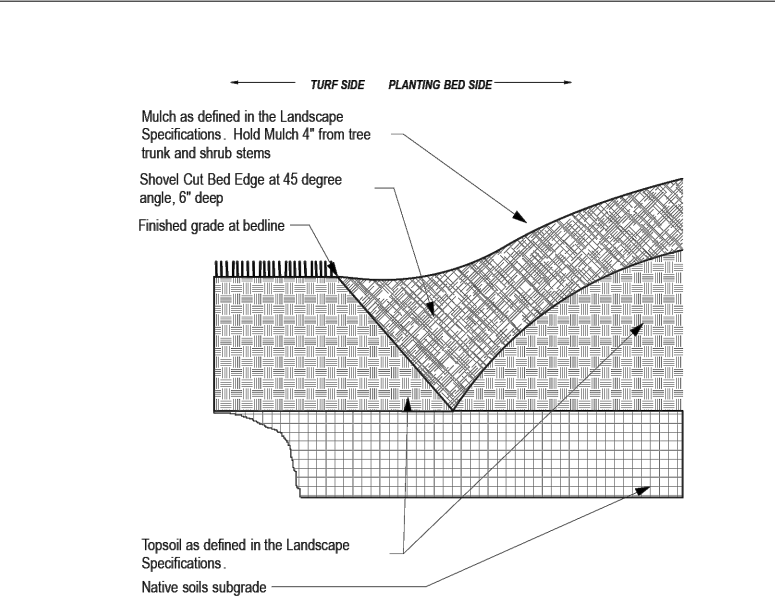 TURF SIDE PLANTING BED SIDE
Mulch as defined in the Landscape
Specifications. Hold Mulch 4" from tree
trunk and shrub stems
Shovel Cut Bed Edge at 45 degree
angle, 6" deep
Finished grade at bedline
Topsoil as defined in the Landscape
Specifications.
Native soils subgrade